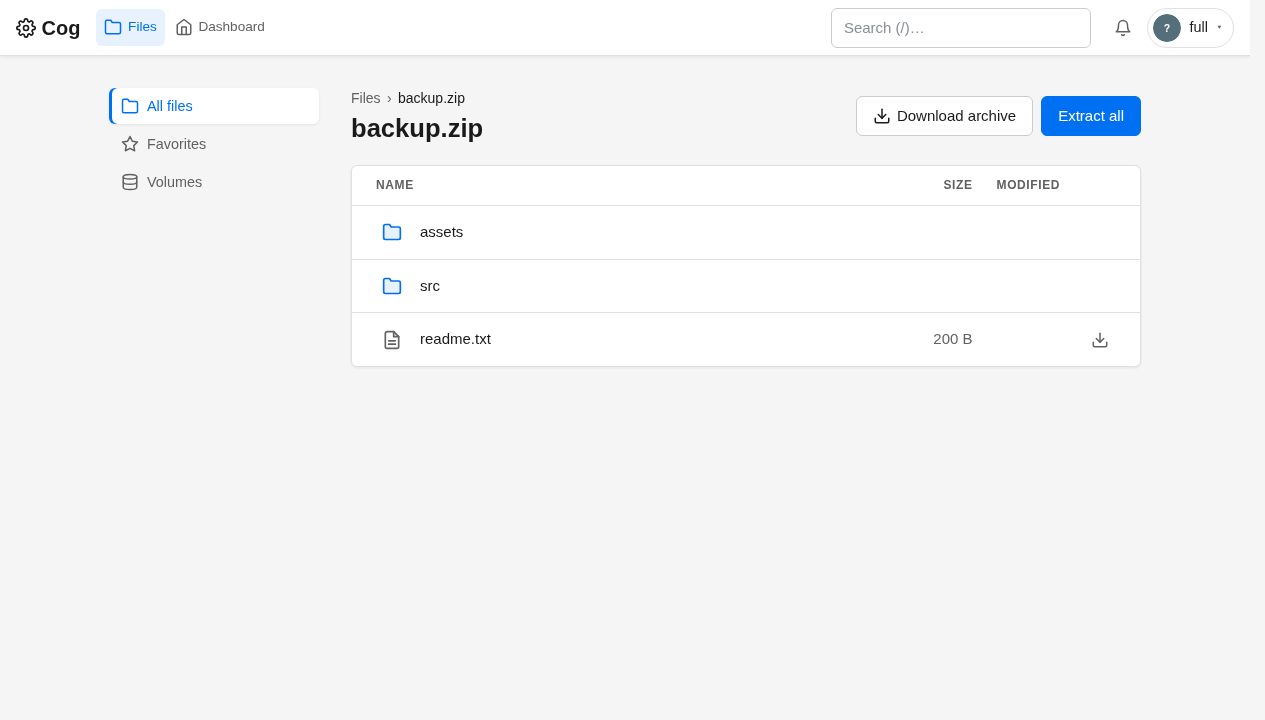 Cog
Files
Dashboard
Search (/)…
?
full
All files
Favorites
Volumes
Files › backup.zip
backup.zip
Download archive
Extract all
NAME SIZE MODIFIED
assets
src
readme.txt 200 B